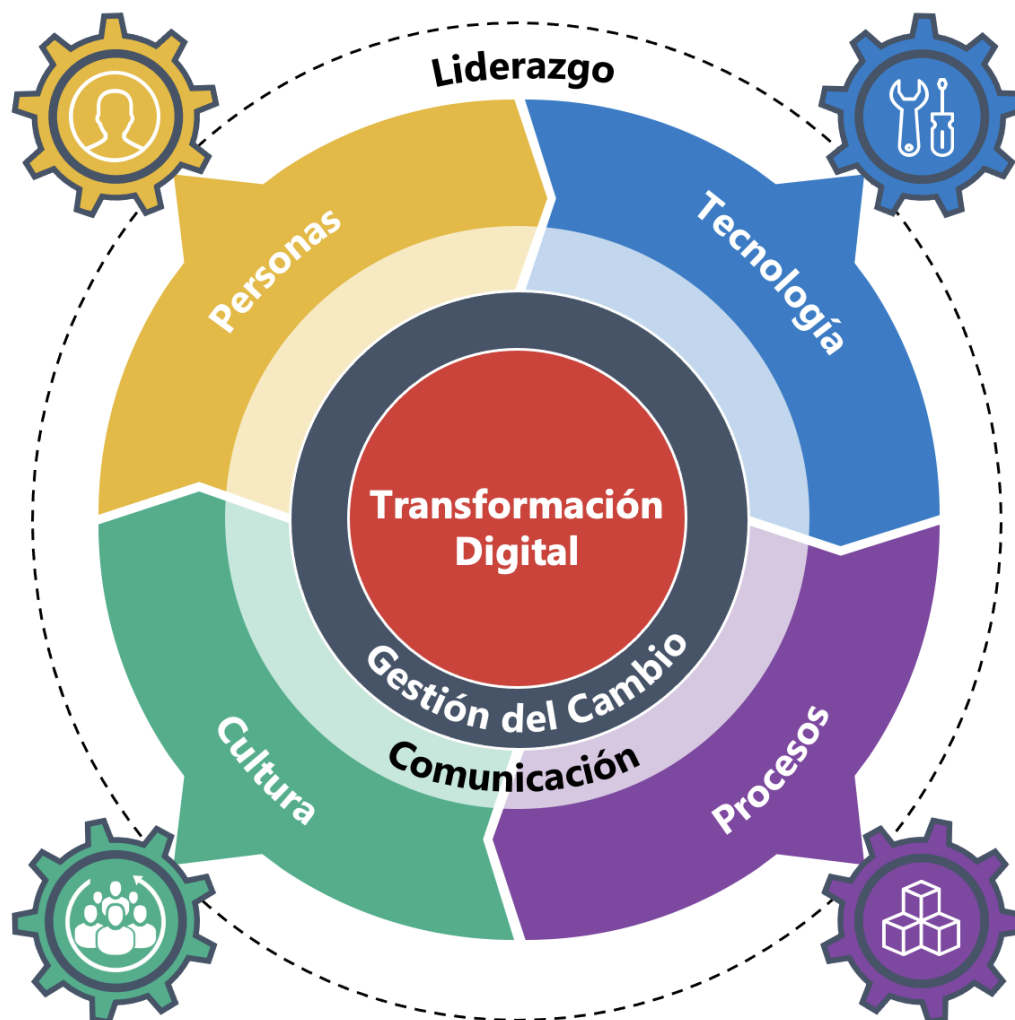 Liderazgo
Personas
Tecnología
Transformación
Digital
Gestión del Cambio
Comunicación
Cultura
Procesos